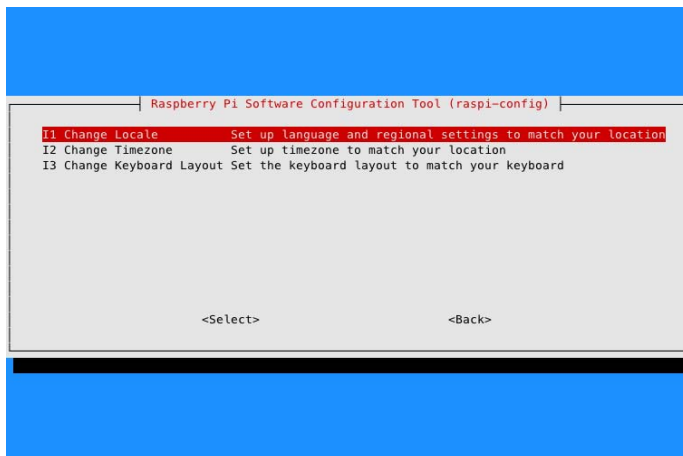 Raspberry Pi Software Configuration Tool (raspi-config)
I1 Change Locale Set up language and regional settings to match your location
I2 Change Timezone Set up timezone to match your location
I3 Change Keyboard Layout Set the keyboard layout to match your keyboard
<Select> <Back>